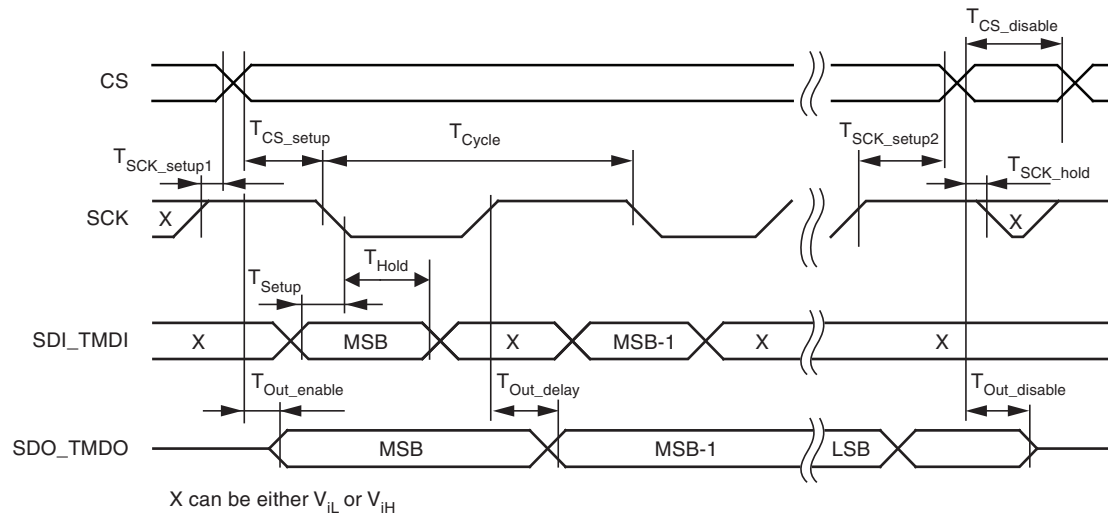 T_CS_disable
CS
T_CS_setup
T_Cycle
T_SCK_setup2
T_SCK_setup1
T_SCK_hold
SCK
X
X
T_Hold
T_Setup
SDI_TMDI
X
MSB
X
MSB-1
X
X
T_Out_enable
T_Out_delay
T_Out_disable
SDO_TMDO
MSB
MSB-1
LSB
X can be either V_iL or V_iH